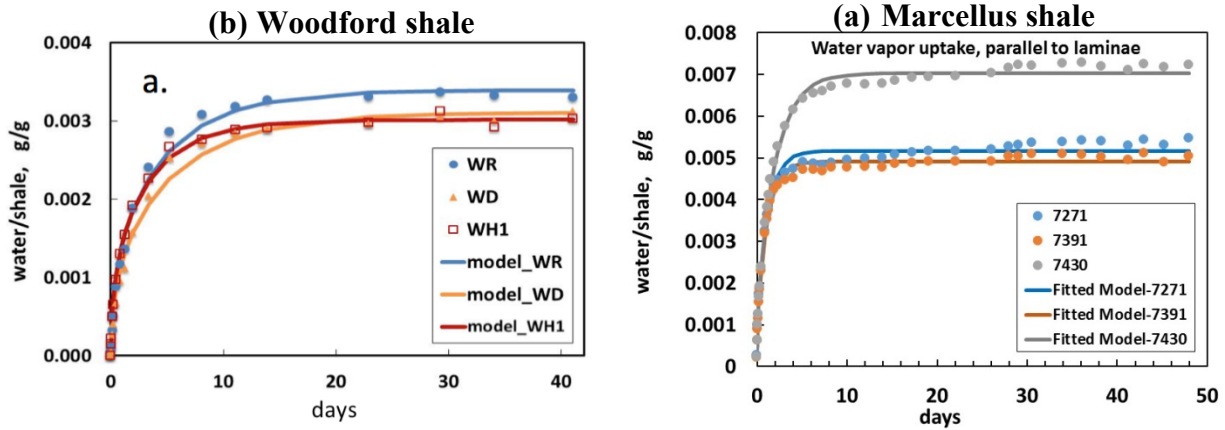 (b) Woodford shale
0.004
0.003
0.002
0.001
0.000
water/shale, g/g
a.
WR
WD
WH1
model_WR
model_WD
model_WH1
0
10
20
30
40
days
(a) Marcellus shale
Water vapor uptake, parallel to laminae
0.008
0.007
0.006
0.005
0.004
0.003
0.002
0.001
0
water/shale, g/g
7271
7391
7430
Fitted Model-7271
Fitted Model-7391
Fitted Model-7430
0
10
20
30
40
50
days